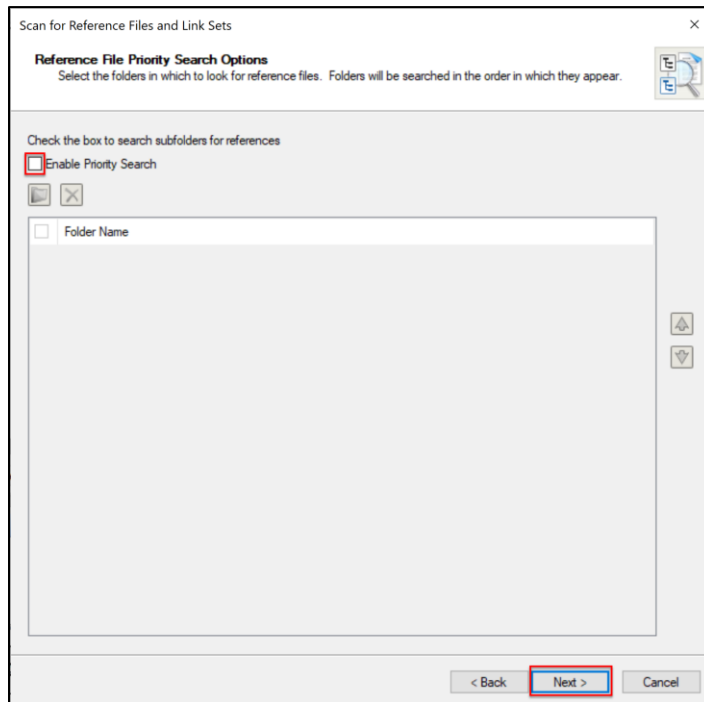 Scan for Reference Files and Link Sets
Reference File Priority Search Options
Select the folders in which to look for reference files. Folders will be searched in the order in which they appear.
Check the box to search subfolders for references
Enable Priority Search
Folder Name
< Back Next > Cancel